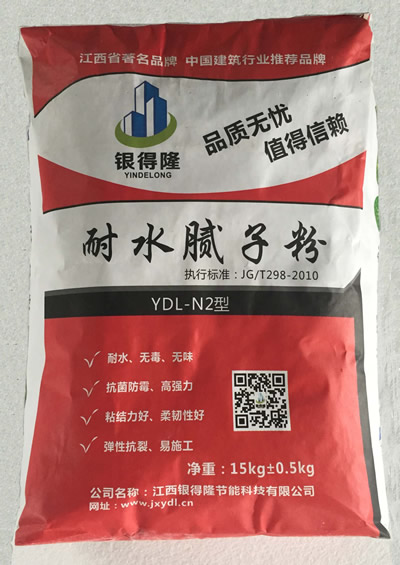 江西省著名品牌 中国建筑行业推荐品牌
银得隆
YINDELONG
品质无忧
值得信赖
耐水腻子粉
执行标准：JG/T298-2010
YDL-N2型
耐水、无毒、无味
抗菌防霉、高强力
粘结力好、柔韧性好
弹性抗裂、易施工
净重：15kg±0.5kg
公司名称：江西银得隆节能科技有限公司
网址：www.jxydl.cn